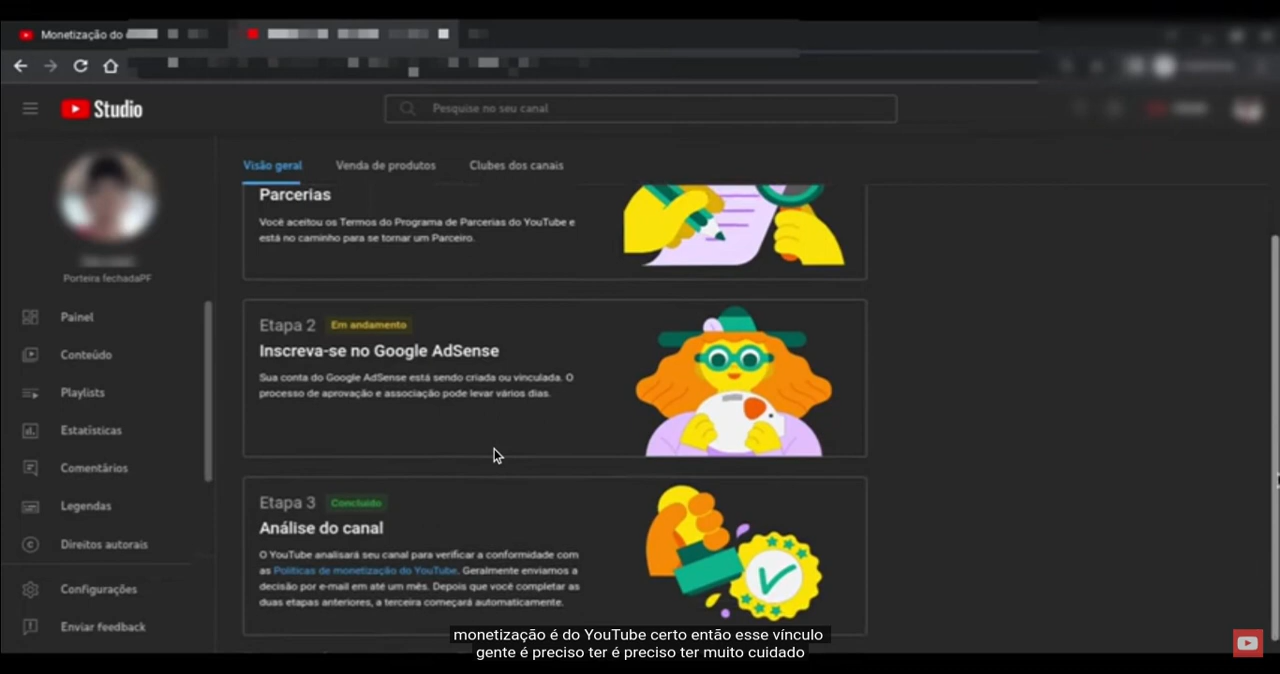 Monetização do
Studio
Pesquise no seu canal
Visão geral
Venda de produtos
Clubes dos canais
Parcerias
Você aceitou os Termos do Programa de Parcerias do YouTube e
está no caminho para se tornar um Parceiro.
Porteira fechadaPF
Painel
Conteúdo
Playlists
Estatísticas
Comentários
Legendas
Direitos autorais
Configurações
Enviar feedback
Etapa 2 Em andamento
Inscreva-se no Google AdSense
Sua conta do Google AdSense está sendo criada ou vinculada. O
processo de aprovação e associação pode levar vários dias.
Etapa 3 Concluído
Análise do canal
O YouTube analisará seu canal para verificar a conformidade com
as Políticas de monetização do YouTube. Geralmente enviamos a
decisão por e-mail em até um mês. Depois que você completar as
duas etapas anteriores, a terceira começará automaticamente.
monetização é do YouTube certo então esse vínculo
gente é preciso ter é preciso ter muito cuidado